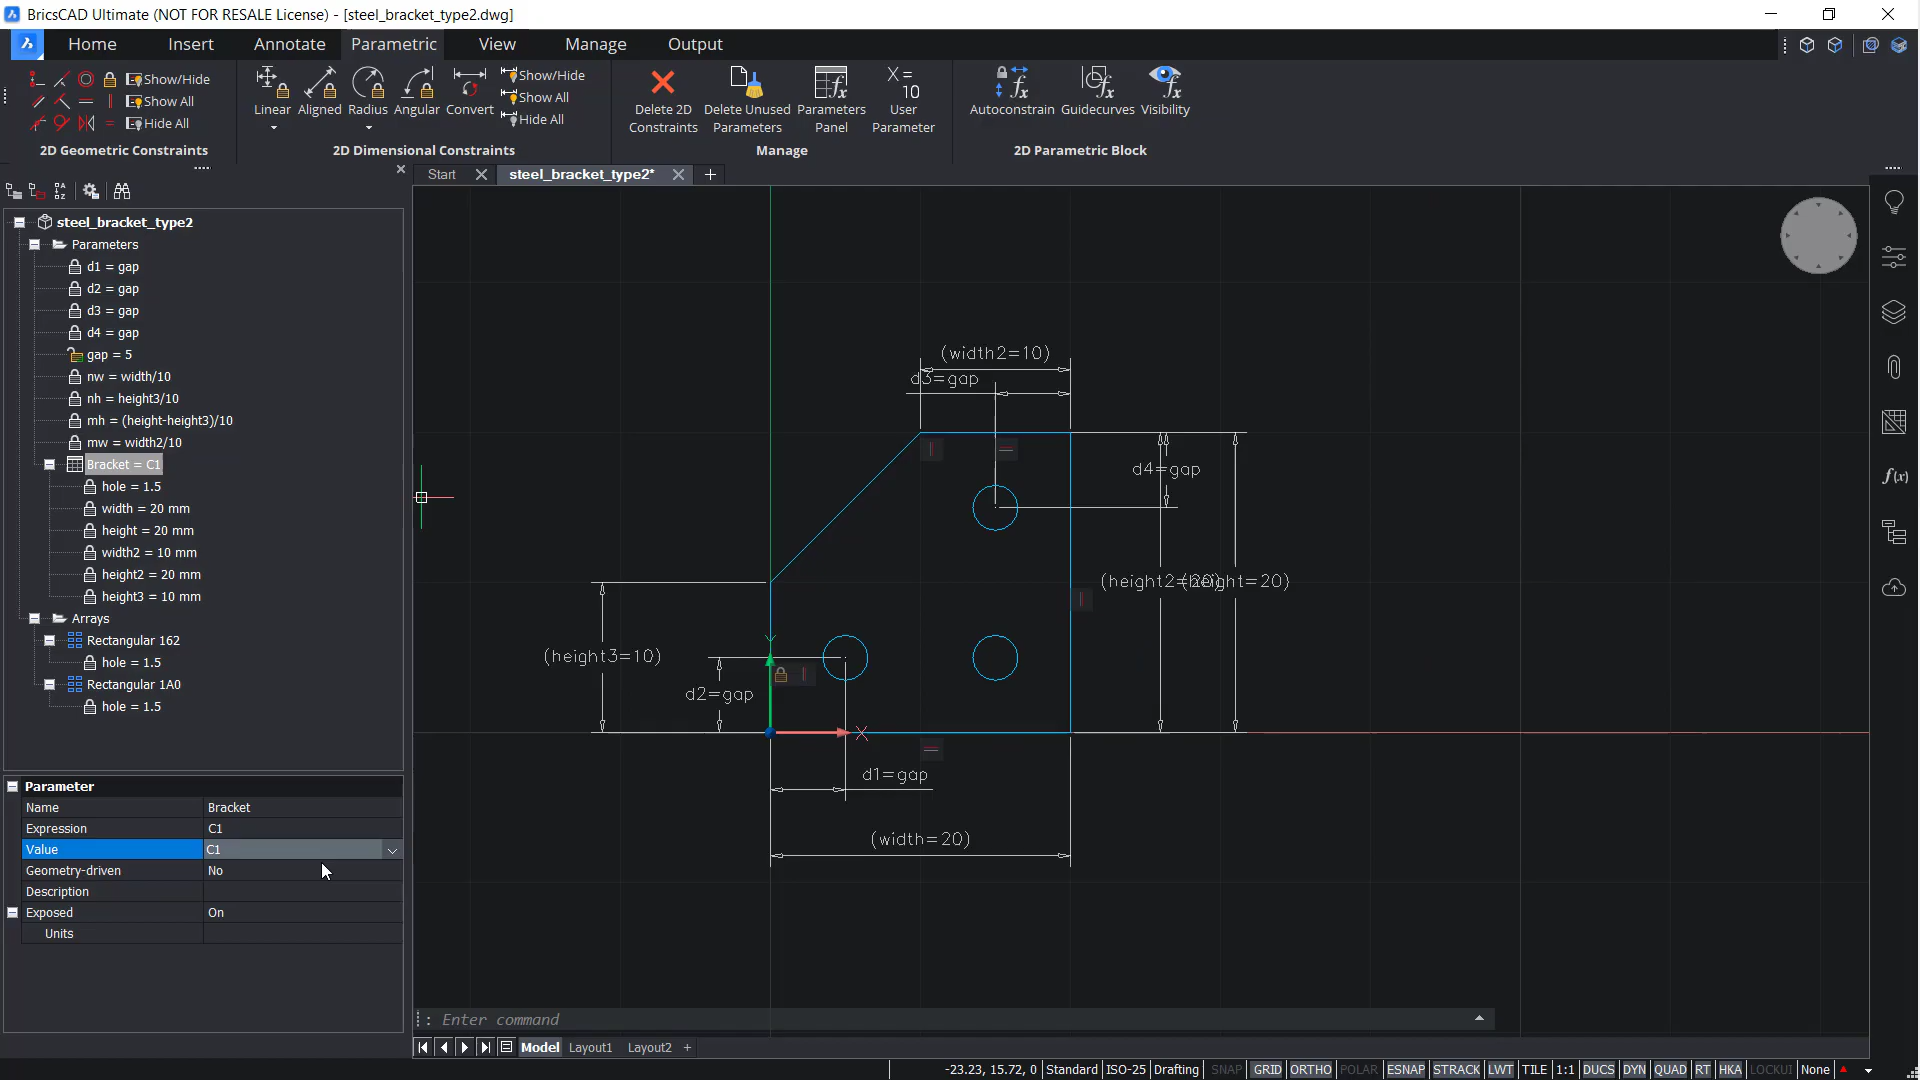 BricsCAD Ultimate (NOT FOR RESALE License) - [steel_bracket_type2.dwg]
Home Insert Annotate Parametric View Manage Output
Show/Hide
Show All
Hide All
2D Geometric Constraints
Linear Aligned Radius Angular Convert
Show/Hide
Show All
Hide All
2D Dimensional Constraints
Delete 2D Constraints
Delete Unused Parameters
Parameters Panel
X=
10
User Parameter
Manage
Autoconstrain Guidecurves Visibility
2D Parametric Block
Start steel_bracket_type2*
steel_bracket_type2
Parameters
d1 = gap
d2 = gap
d3 = gap
d4 = gap
gap = 5
nw = width/10
nh = height3/10
mh = (height-height3)/10
mw = width2/10
Bracket = C1
hole = 1.5
width = 20 mm
height = 20 mm
width2 = 10 mm
height2 = 20 mm
height3 = 10 mm
Arrays
Rectangular 162
hole = 1.5
Rectangular 1A0
hole = 1.5
Parameter
Name Bracket
Expression C1
Value C1
Geometry-driven No
Description
Exposed On
Units
(width2=10)
d3=gap
d4=gap
(height2=20)
(height=20)
(height3=10)
Y
d2=gap
X
d1=gap
(width=20)
f(x)
: Enter command
Model Layout1 Layout2 +
-23.23, 15.72, 0 Standard ISO-25 Drafting SNAP GRID ORTHO POLAR ESNAP STRACK LWT TILE 1:1 DUCS DYN QUAD RT HKA LOCKUI None